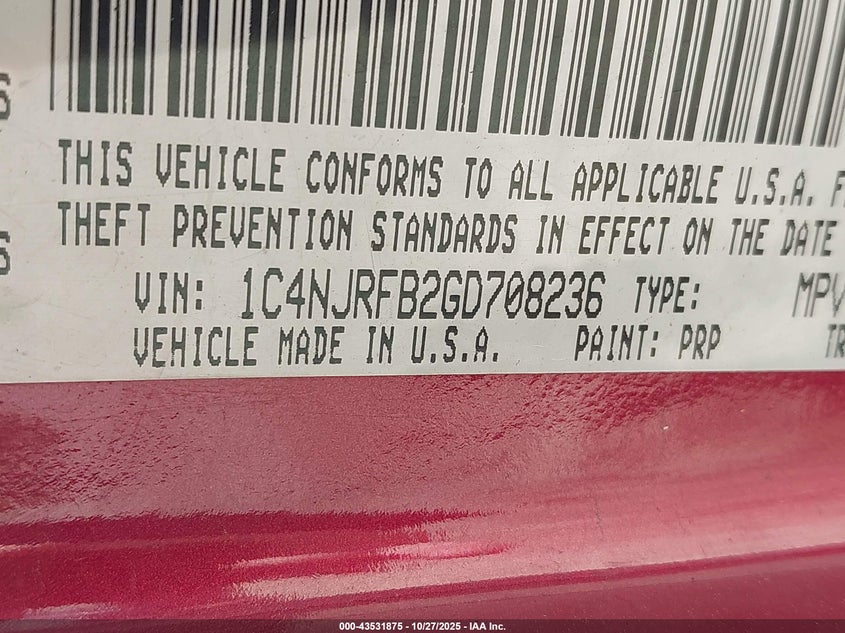 THIS VEHICLE CONFORMS TO ALL APPLICABLE U.S.A.
THEFT PREVENTION STANDARDS IN EFFECT ON THE DATE
VIN: 1C4NJRFB2GD708236 TYPE: MPV
VEHICLE MADE IN U.S.A. PAINT: PRP
000-43531875 - 10/27/2025 - IAA Inc.